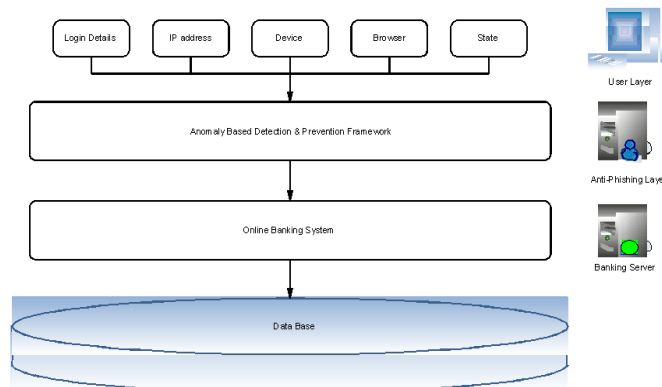 Login Details
IP address
Device
Browser
State
User Layer
Anomaly Based Detection & Prevention Framework
Anti-Phishing Laye
Online Banking System
Banking Server
Data Base